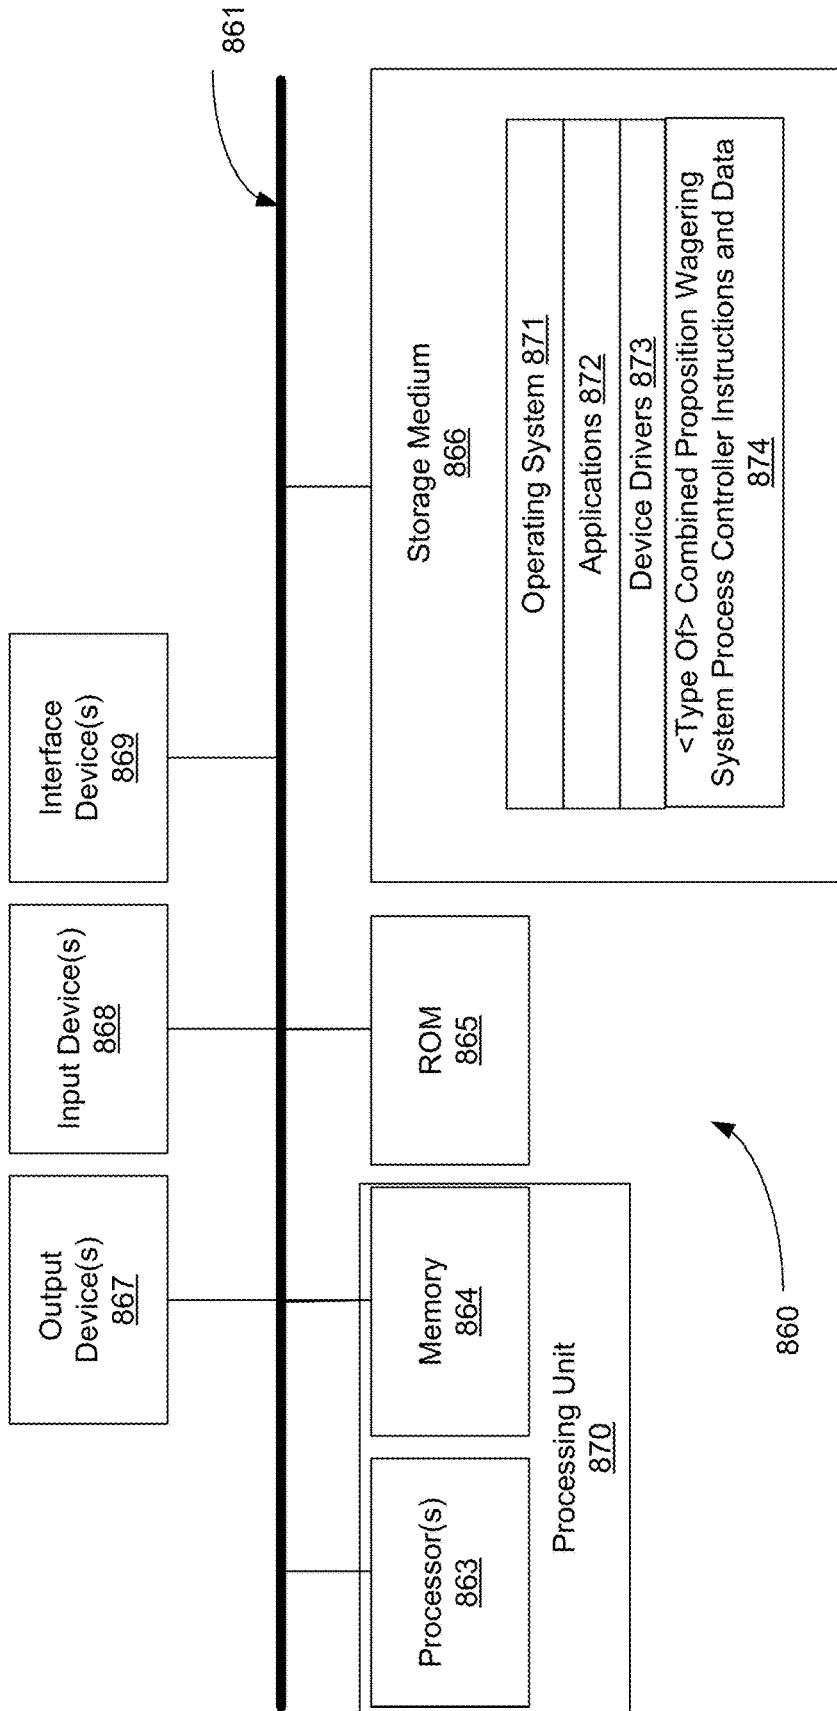 861
Output
Device(s)
867
Input Device(s)
868
Interface
Device(s)
869
Processor(s)
863
Memory
864
Processing Unit
870
ROM
865
Storage Medium
866
Operating System 871
Applications 872
Device Drivers 873
<Type Of> Combined Proposition Wagering
System Process Controller Instructions and Data
874
860